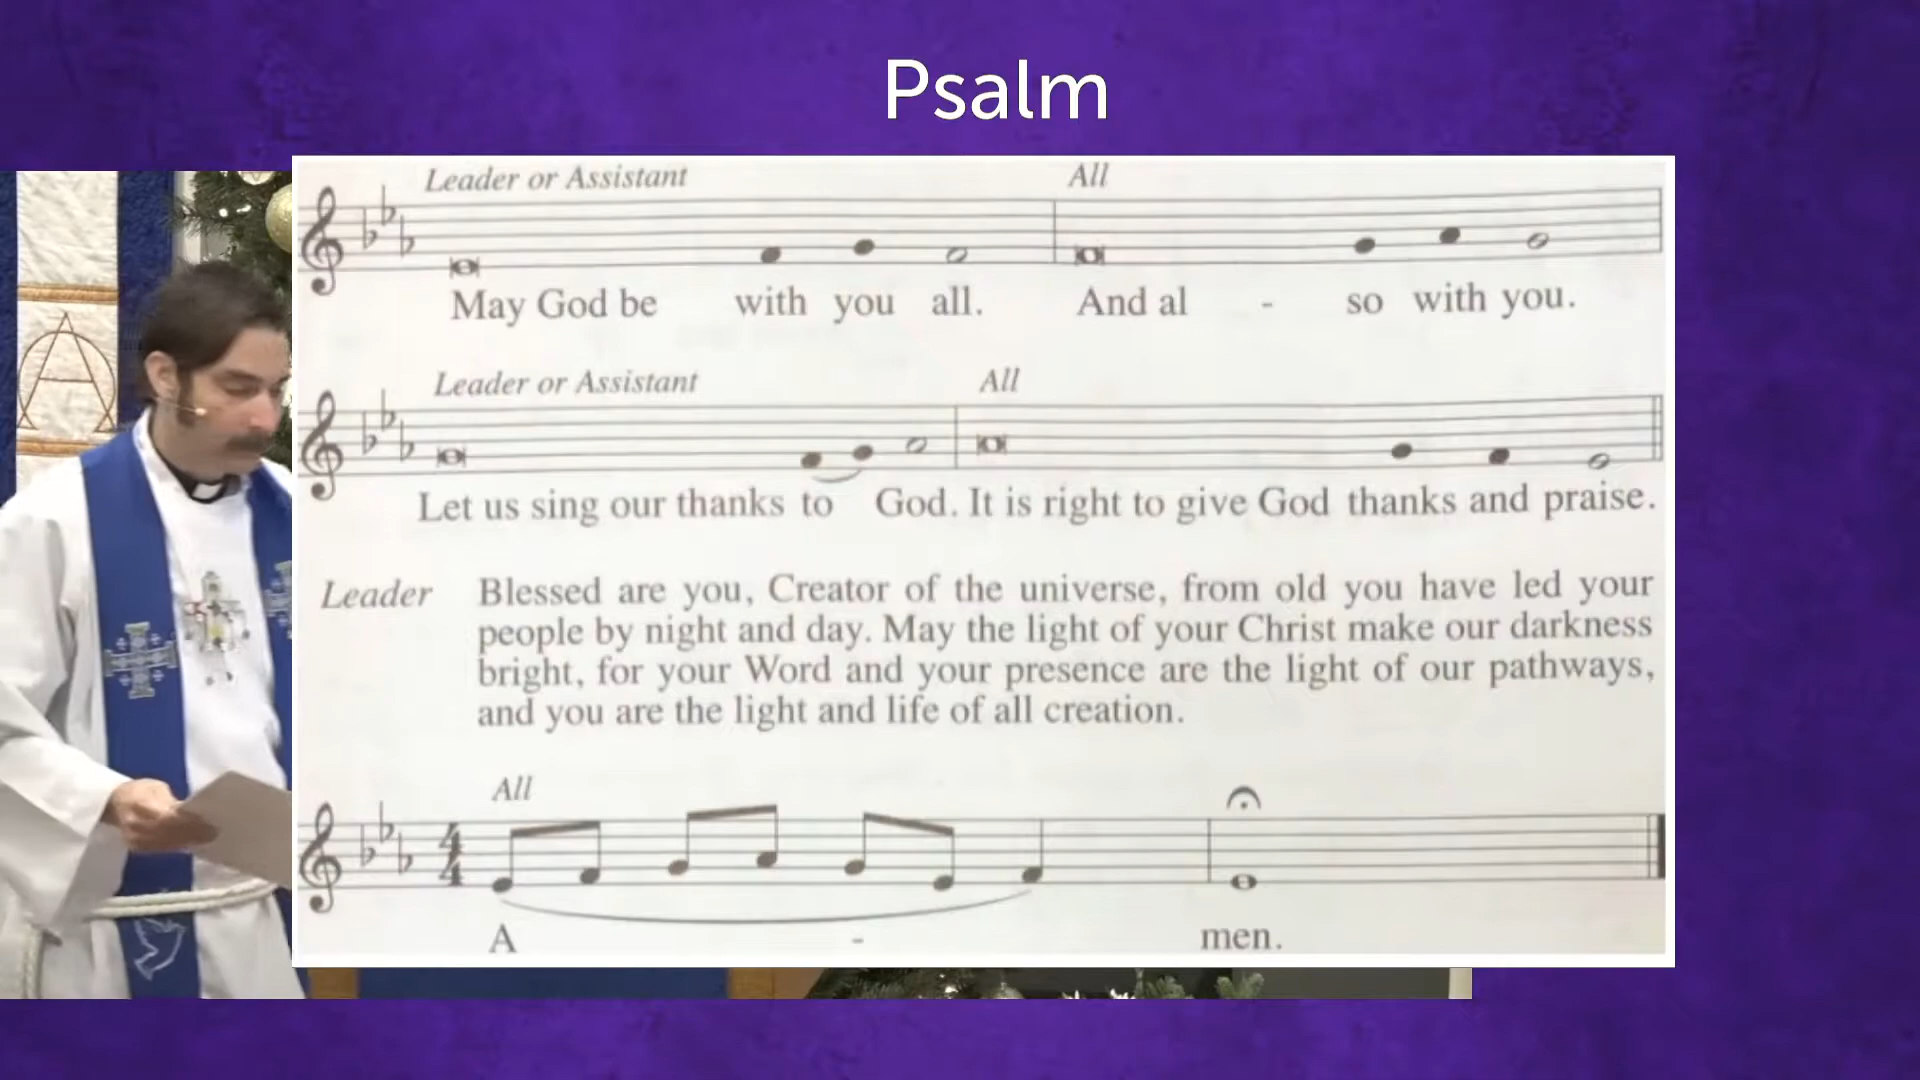 Psalm
Leader or Assistant All
May God be with you all. And al - so with you.
Leader or Assistant All
Let us sing our thanks to God. It is right to give God thanks and praise.
Leader Blessed are you, Creator of the universe, from old you have led your
people by night and day. May the light of your Christ make our darkness
bright, for your Word and your presence are the light of our pathways,
and you are the light and life of all creation.
All
4
4
A - men.